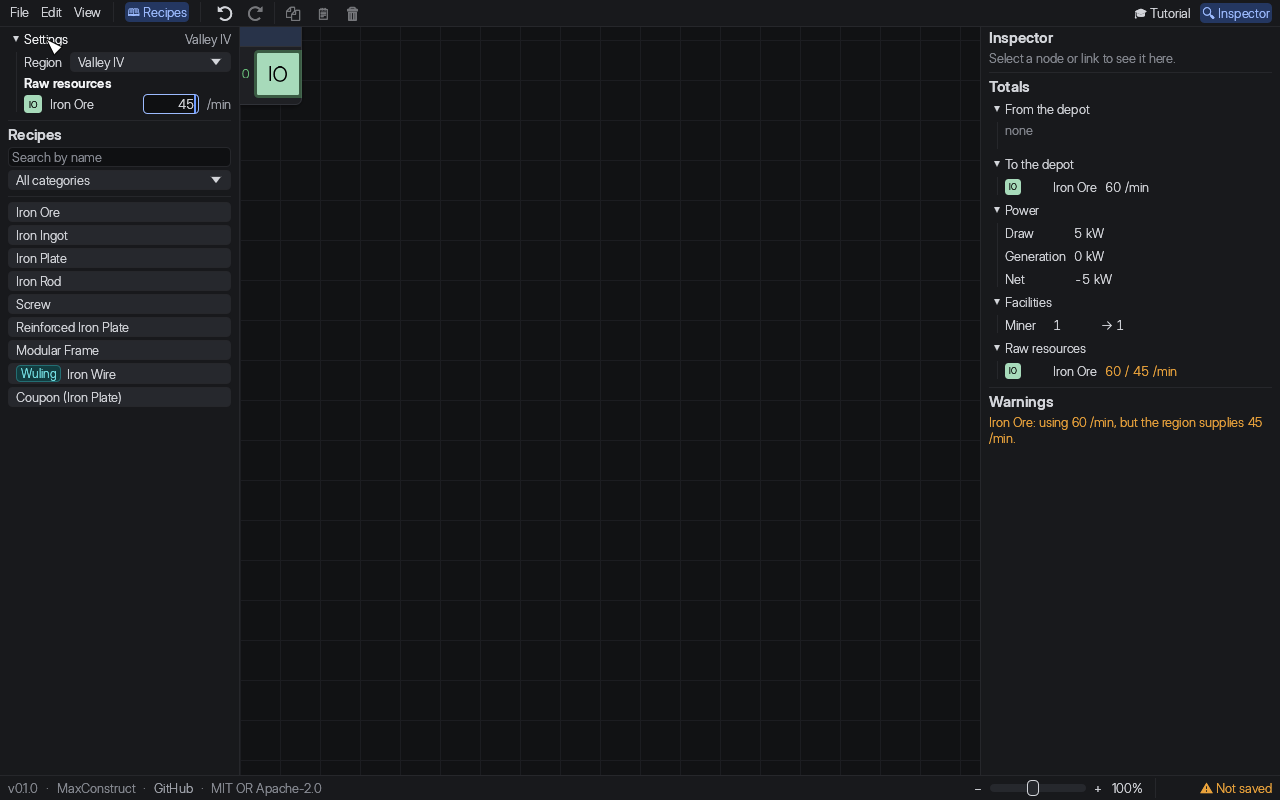 File Edit View Recipes Tutorial Inspector
Settings Valley IV
Region Valley IV
Raw resources
IO Iron Ore 45 /min
Recipes
Search by name
All categories
Iron Ore
Iron Ingot
Iron Plate
Iron Rod
Screw
Reinforced Iron Plate
Modular Frame
Wuling Iron Wire
Coupon (Iron Plate)
0 IO
Inspector
Select a node or link to see it here.
Totals
From the depot
none
To the depot
IO Iron Ore 60 /min
Power
Draw 5 kW
Generation 0 kW
Net -5 kW
Facilities
Miner 1 → 1
Raw resources
IO Iron Ore 60 / 45 /min
Warnings
Iron Ore: using 60 /min, but the region supplies 45
/min.
v0.1.0 · MaxConstruct · GitHub · MIT OR Apache-2.0 − + 100% Not saved